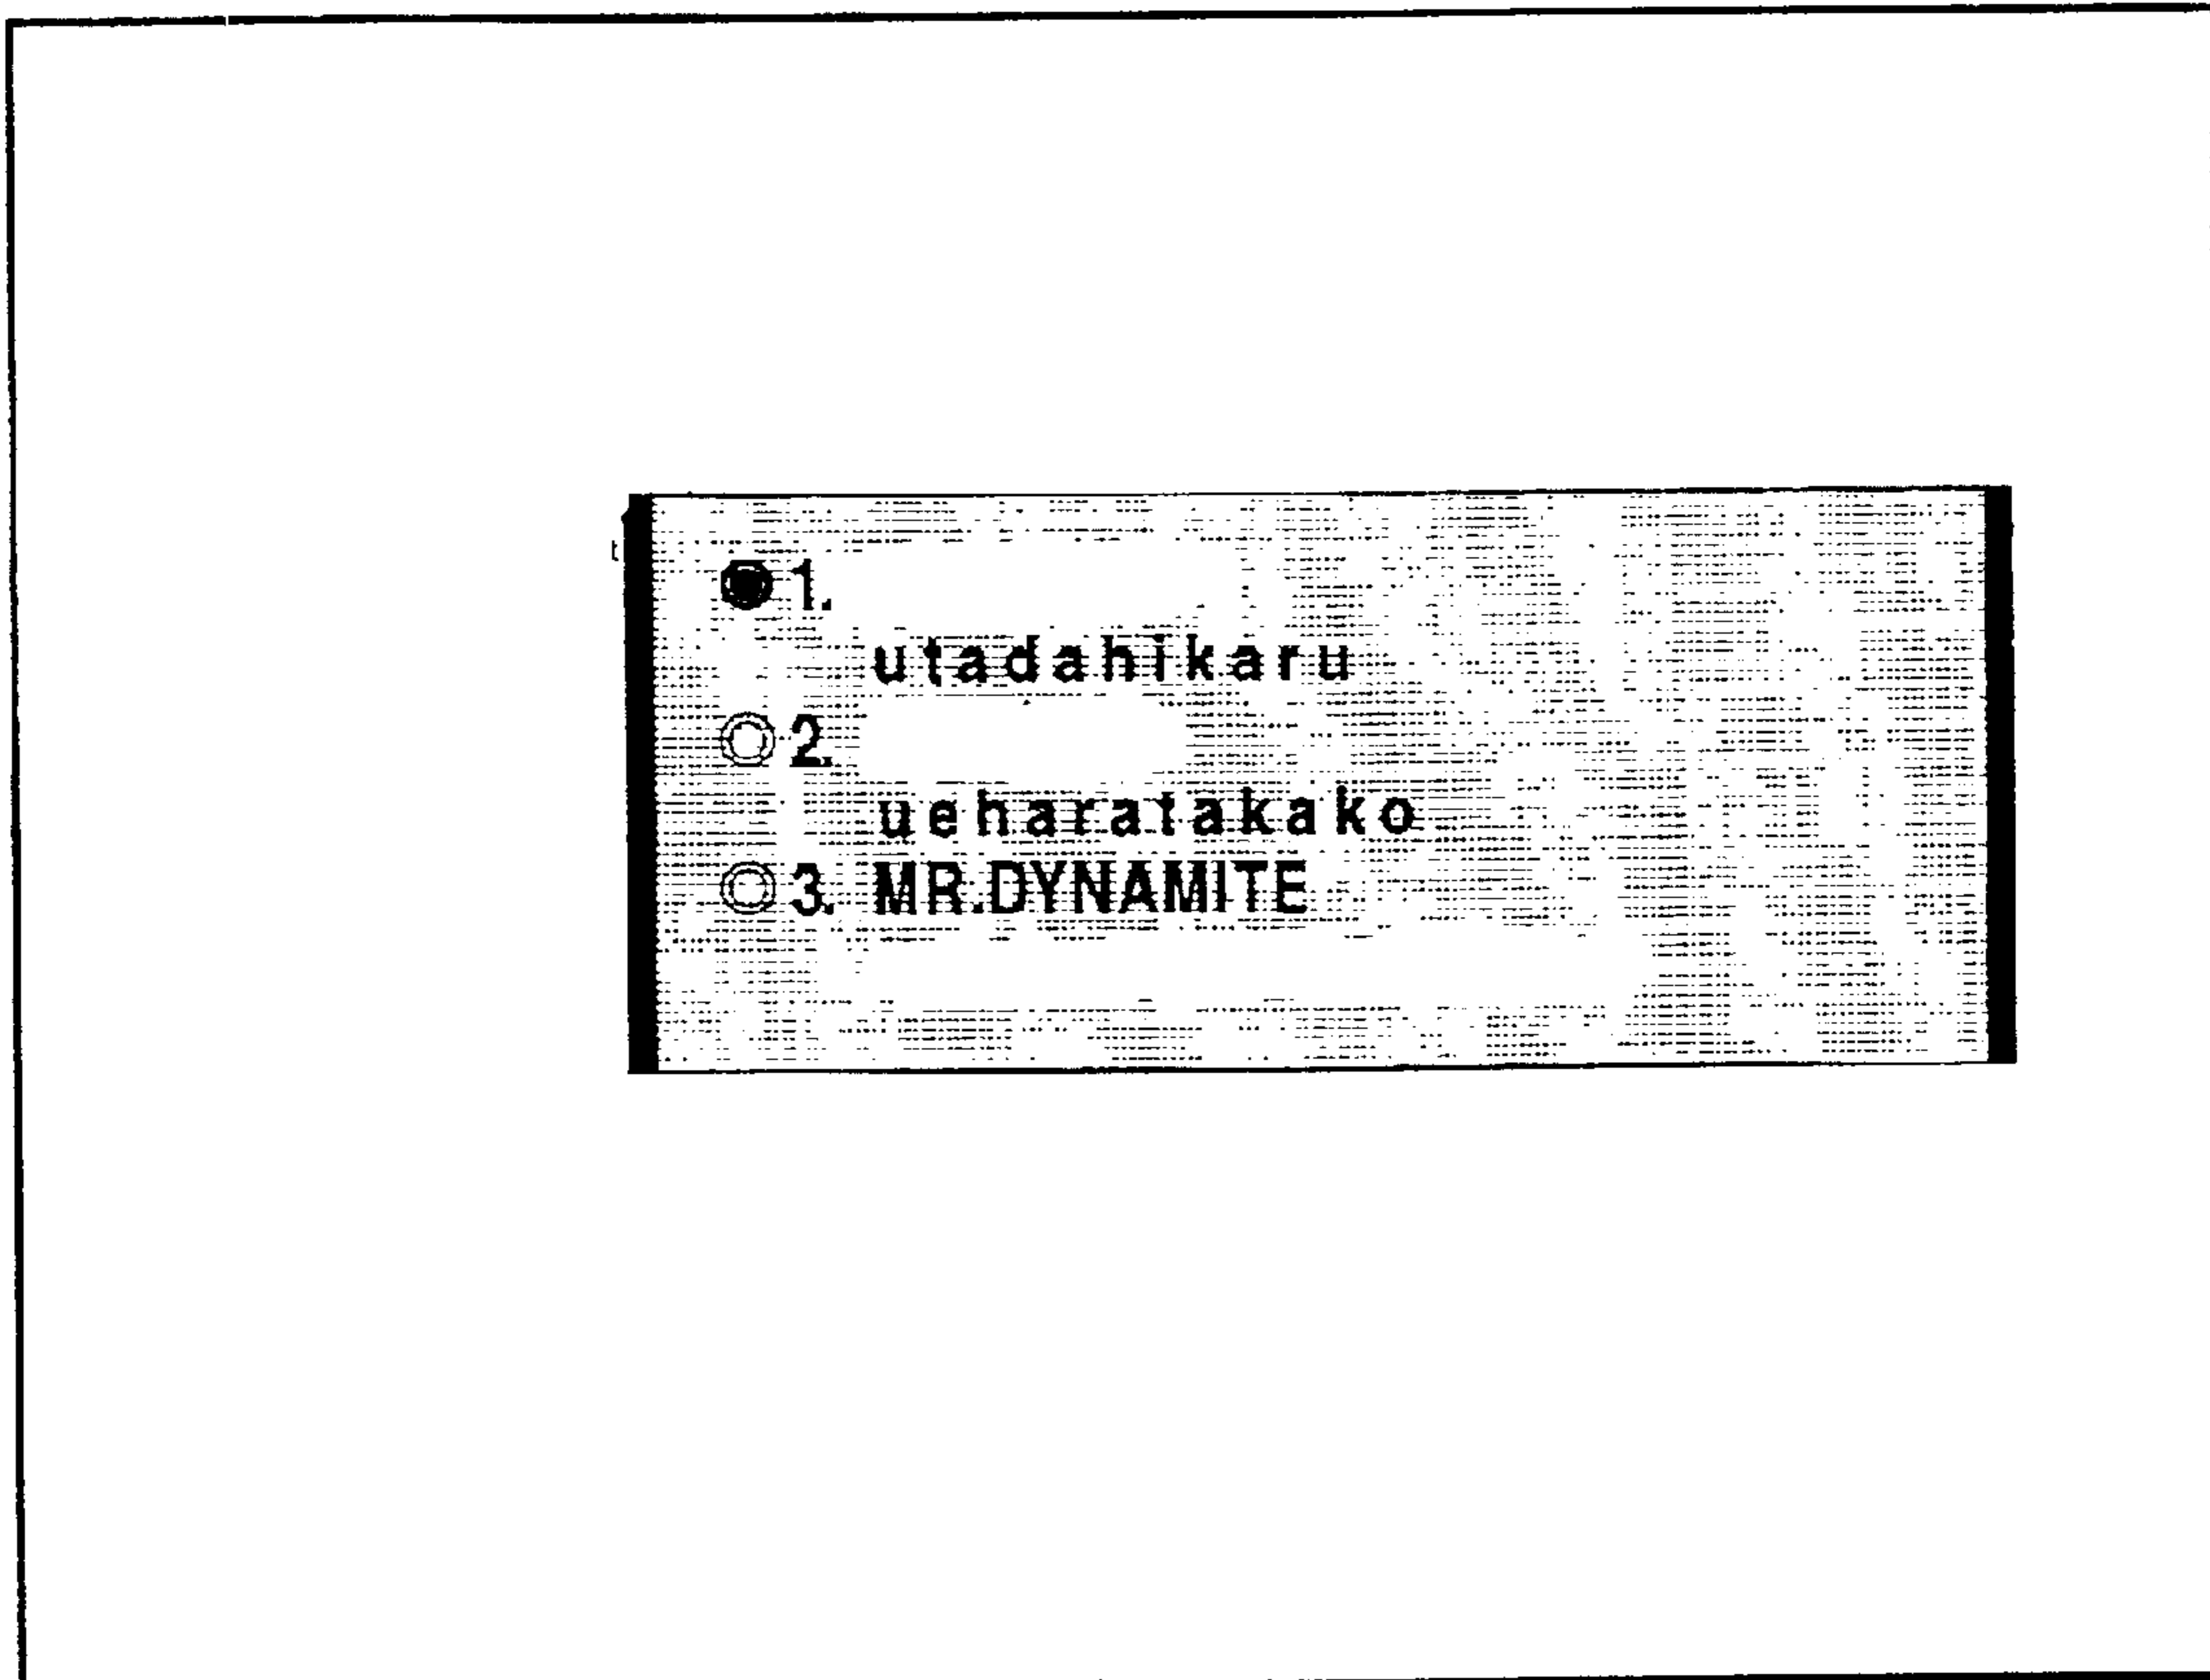 1.
utadahikaru
2.
ueharatakako
3. MR.DYNAMITE